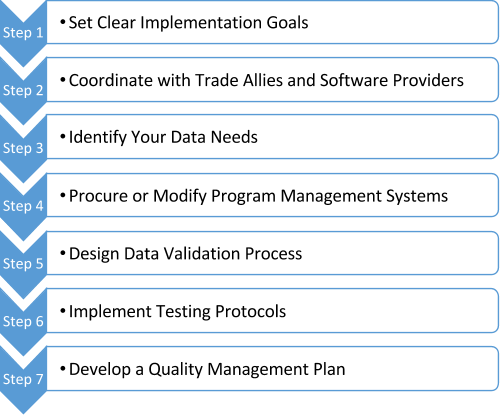 Step 1
• Set Clear Implementation Goals
Step 2
• Coordinate with Trade Allies and Software Providers
Step 3
• Identify Your Data Needs
Step 4
• Procure or Modify Program Management Systems
Step 5
• Design Data Validation Process
Step 6
• Implement Testing Protocols
Step 7
• Develop a Quality Management Plan